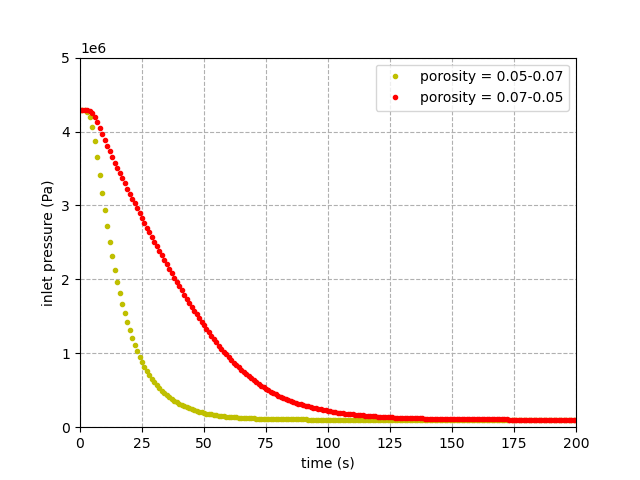 1e6
5
4
3
2
1
0
inlet pressure (Pa)
porosity = 0.05-0.07
porosity = 0.07-0.05
0 25 50 75 100 125 150 175 200
time (s)